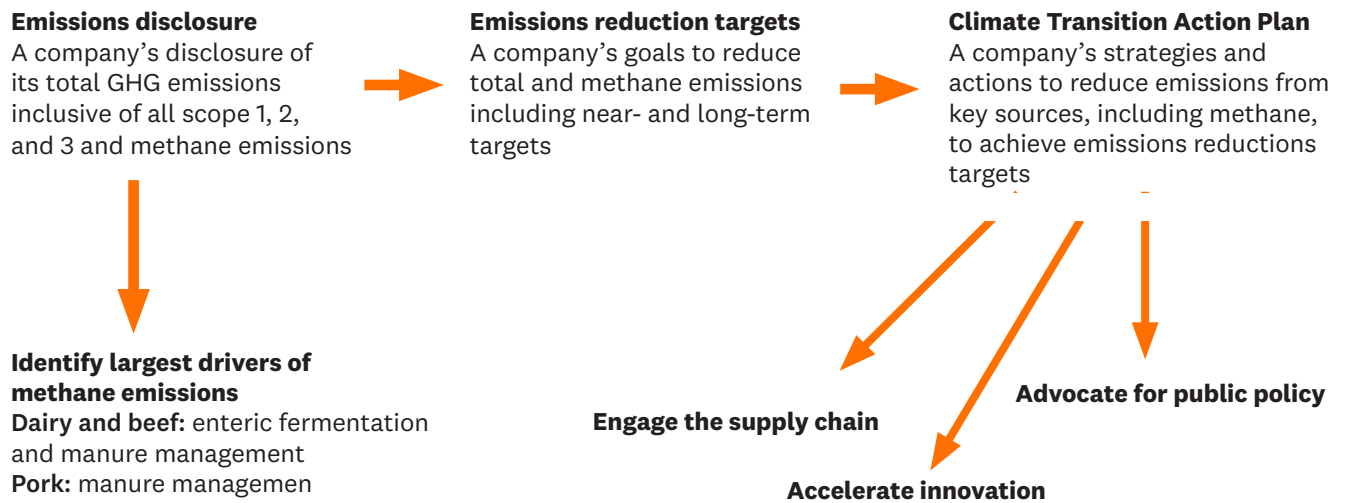 Emissions disclosure
A company’s disclosure of
its total GHG emissions
inclusive of all scope 1, 2,
and 3 and methane emissions
Emissions reduction targets
A company’s goals to reduce
total and methane emissions
including near- and long-term
targets
Climate Transition Action Plan
A company’s strategies and
actions to reduce emissions from
key sources, including methane,
to achieve emissions reductions
targets
Identify largest drivers of
methane emissions
Dairy and beef: enteric fermentation
and manure management
Pork: manure managemen
Engage the supply chain
Accelerate innovation
Advocate for public policy